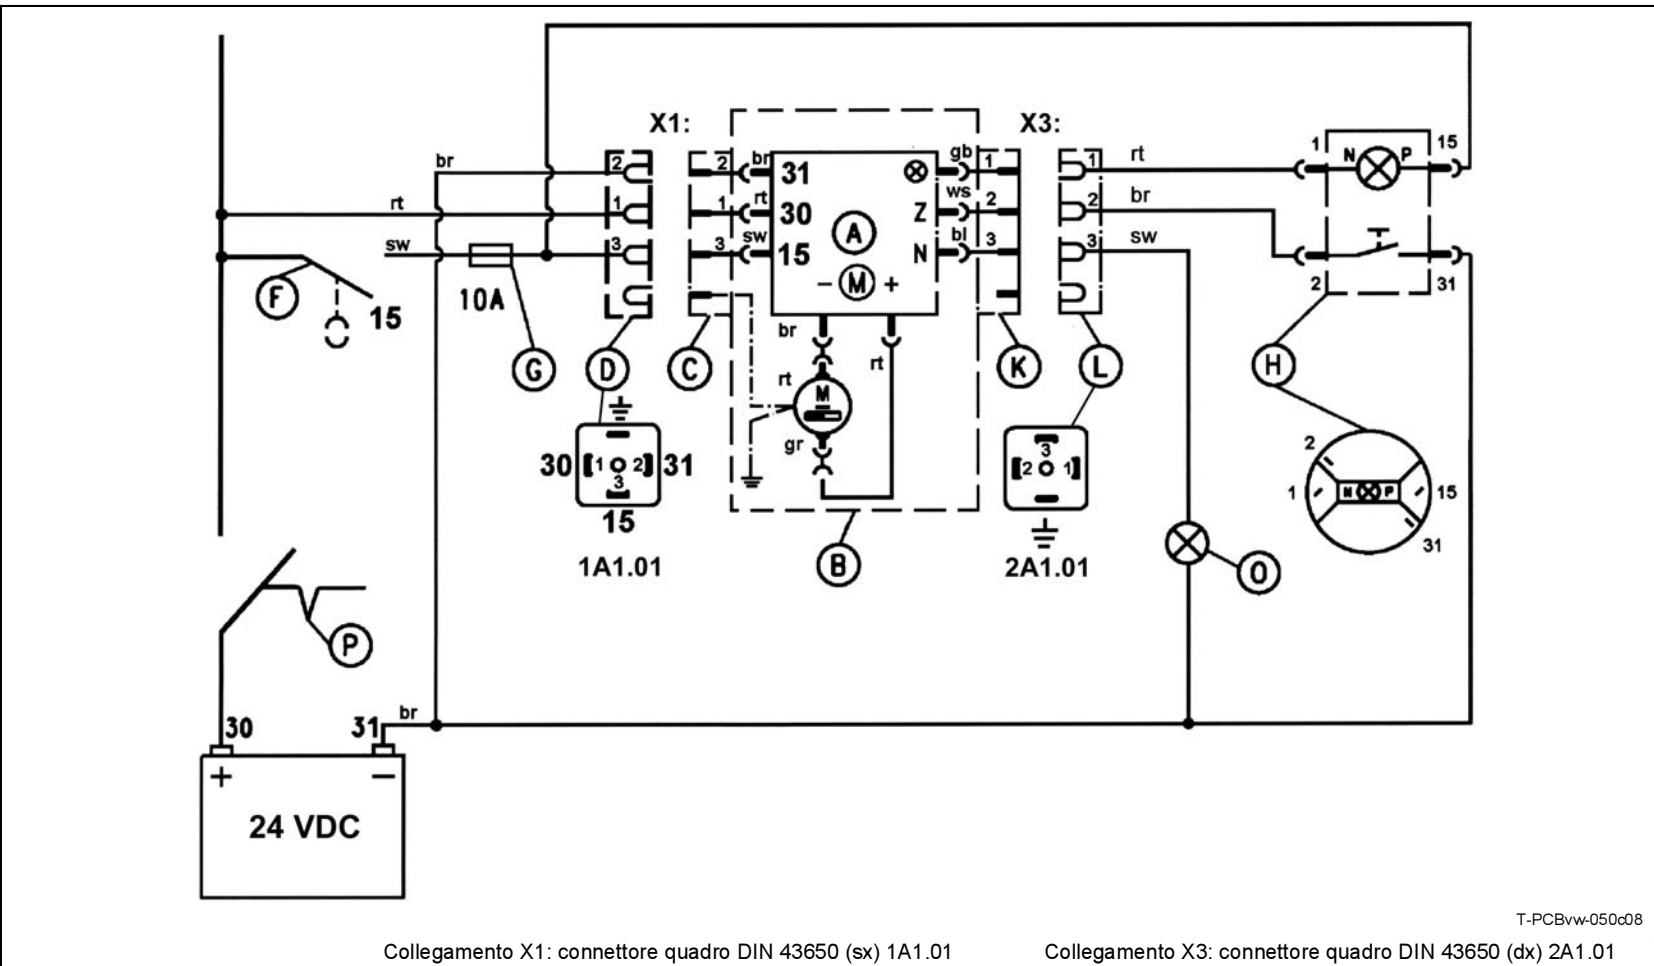 X1: X3:
br 2 2 br 31 gb 1 1 rt 1 N P 15
rt 1 1 rt 30 A Z ws 2 2 br
sw 3 3 sw 15 N bl 3 3 sw
F 15 10A - M + 2 31
G D C br rt K L H
rt M
gr
30 1 2 31 3 2 1 2
3 1 N P 15
15 31
1A1.01 B 2A1.01 O
P
30 31 br
+ −
24 VDC
T-PCBvw-050c08
Collegamento X1: connettore quadro DIN 43650 (sx) 1A1.01 Collegamento X3: connettore quadro DIN 43650 (dx) 2A1.01